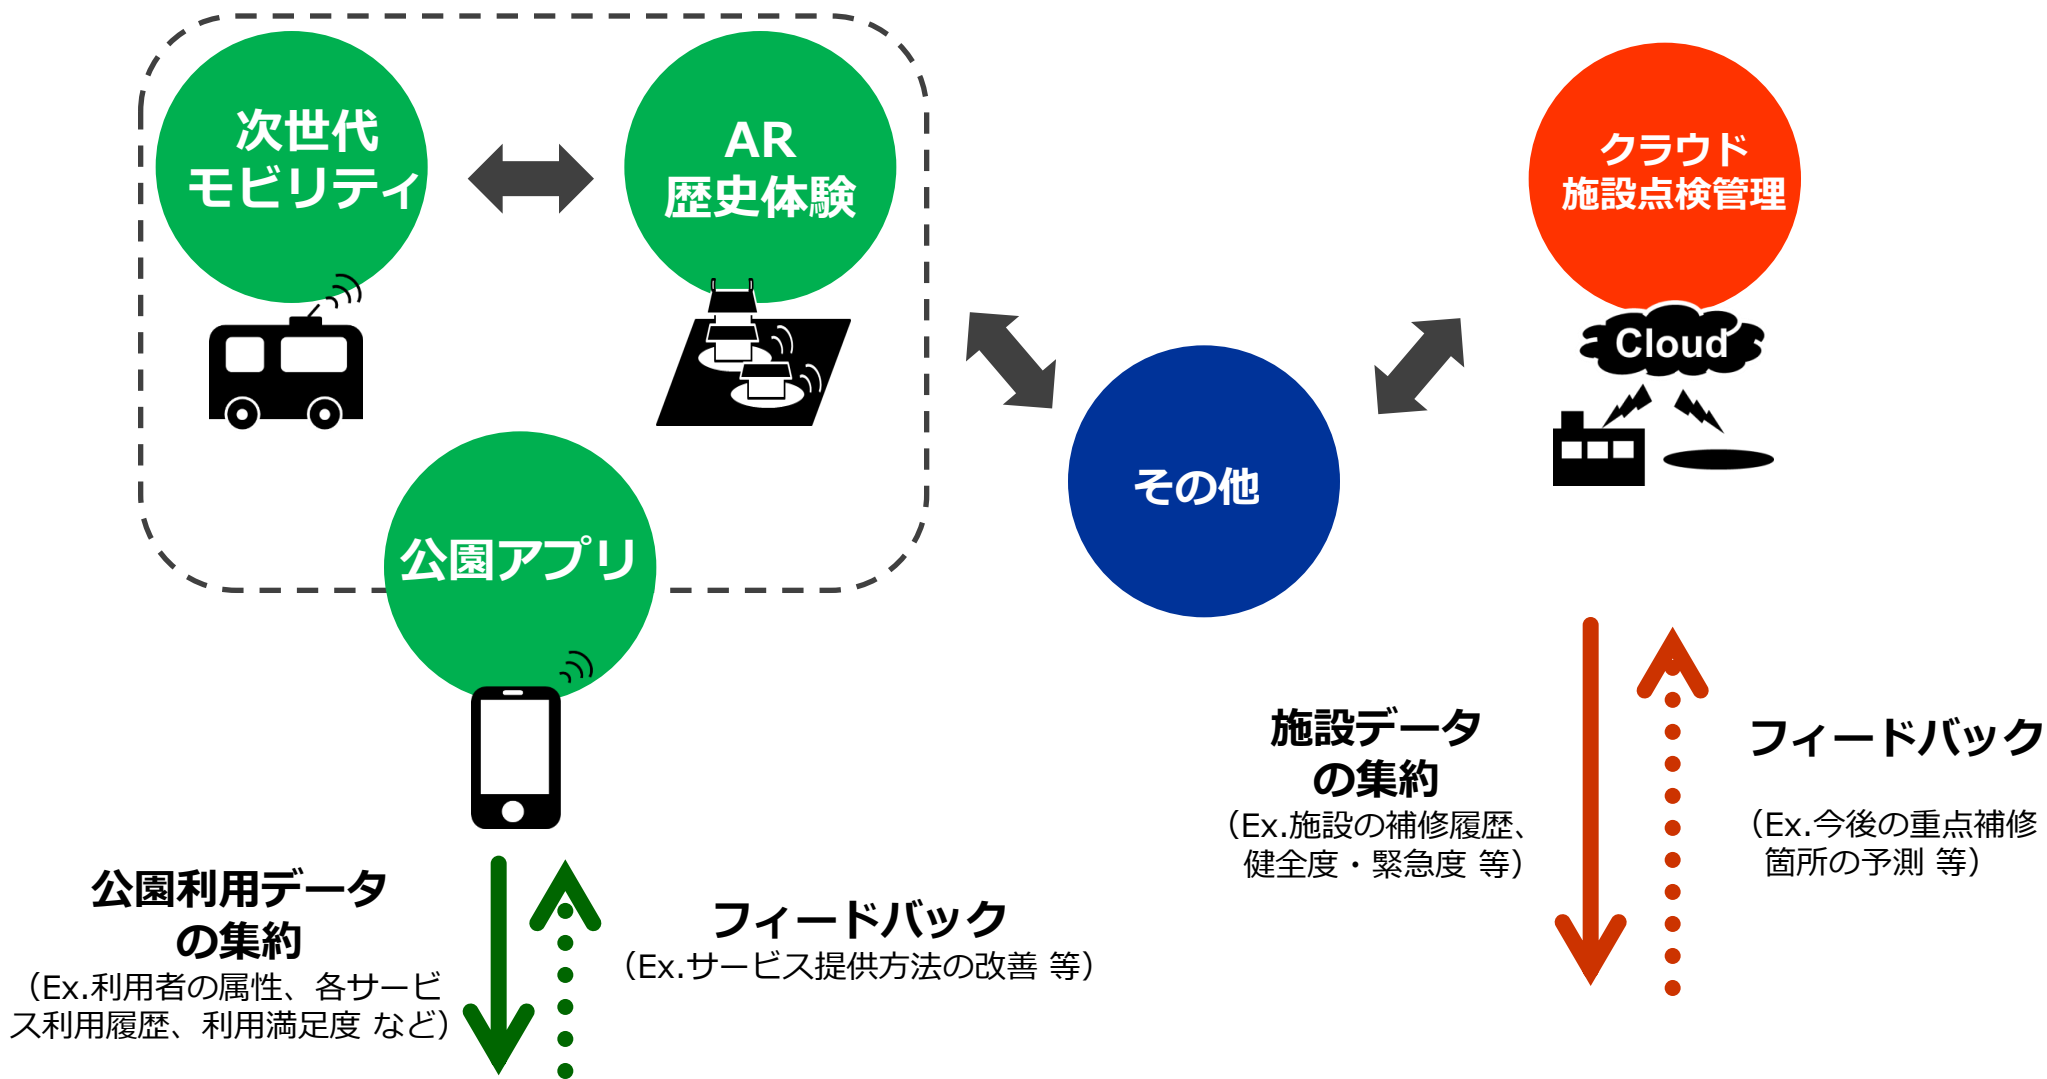 次世代
モビリティ
AR
歴史体験
クラウド
施設点検管理
Cloud
その他
公園アプリ
施設データ
の集約
（Ex.施設の補修履歴、
健全度・緊急度 等）
フィードバック
（Ex.今後の重点補修
箇所の予測 等）
公園利用データ
の集約
（Ex.利用者の属性、各サービ
ス利用履歴、利用満足度 など）
フィードバック
（Ex.サービス提供方法の改善 等）